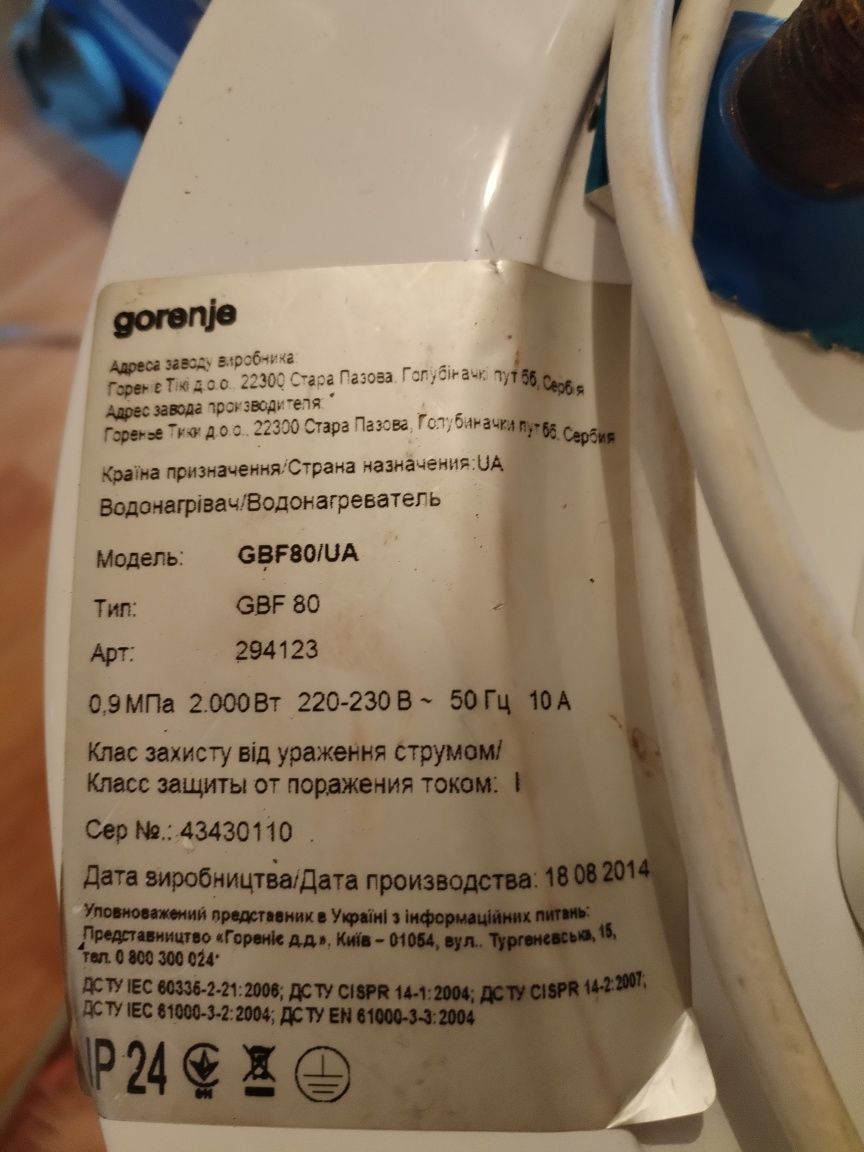 gorenje
Адреса заводу виробника:
Горенє Тікі д.о.о., 22300 Стара Пазова, Голубіначкі пут бб, Сербія
Адрес завода производителя:
Горенье Тики д.о.о., 22300 Стара Пазова, Голубиначки пут бб, Сербия
Країна призначення/Страна назначения:UA
Водонагрівач/Водонагреватель
Модель: GBF80/UA
Тип: GBF 80
Арт: 294123
0,9 МПа 2.000 Вт 220-230 В ~ 50 Гц 10 А
Клас захисту від ураження струмом/
Класс защиты от поражения током: I
Сер №.: 43430110
Дата виробництва/Дата производства: 18 08 2014
Уповноважений представник в Україні з інформаційних питань:
Представництво «Гореніє д.д.», Київ – 01054, вул.. Тургенєвська, 15,
тел. 0 800 300 024*
ДСТУ IEC 60335-2-21:2006; ДСТУ CISPR 14-1:2004; ДСТУ CISPR 14-2:2007;
ДСТУ IEC 61000-3-2:2004; ДСТУ EN 61000-3-3:2004
IP 24